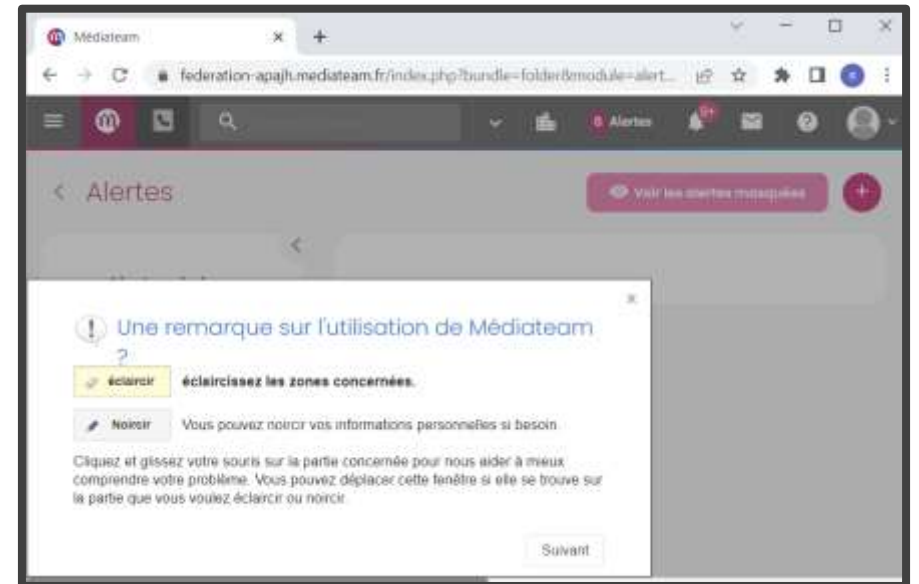 Médiateam
federation-apajh.mediateam.fr/index.php?bundle=folder&module=alert...
Alertes
9+
Alertes
Voir les alertes masquées
Une remarque sur l'utilisation de Médiateam
?
éclaircir éclaircissez les zones concernées.
Noircir Vous pouvez noircir vos informations personnelles si besoin.
Cliquez et glissez votre souris sur la partie concernée pour nous aider à mieux
comprendre votre problème. Vous pouvez déplacer cette fenêtre si elle se trouve sur
la partie que vous voulez éclaircir ou noircir.
Suivant